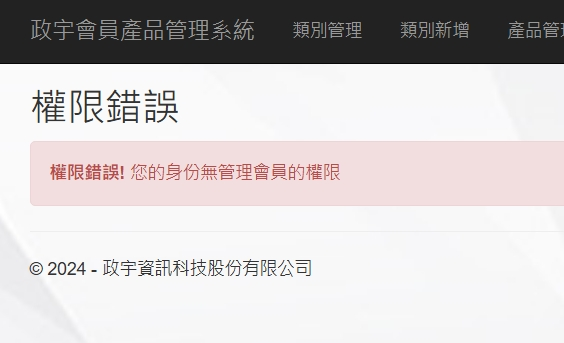 政宇會員產品管理系統 類別管理 類別新增 產品管
權限錯誤
權限錯誤! 您的身份無管理會員的權限
© 2024 - 政宇資訊科技股份有限公司